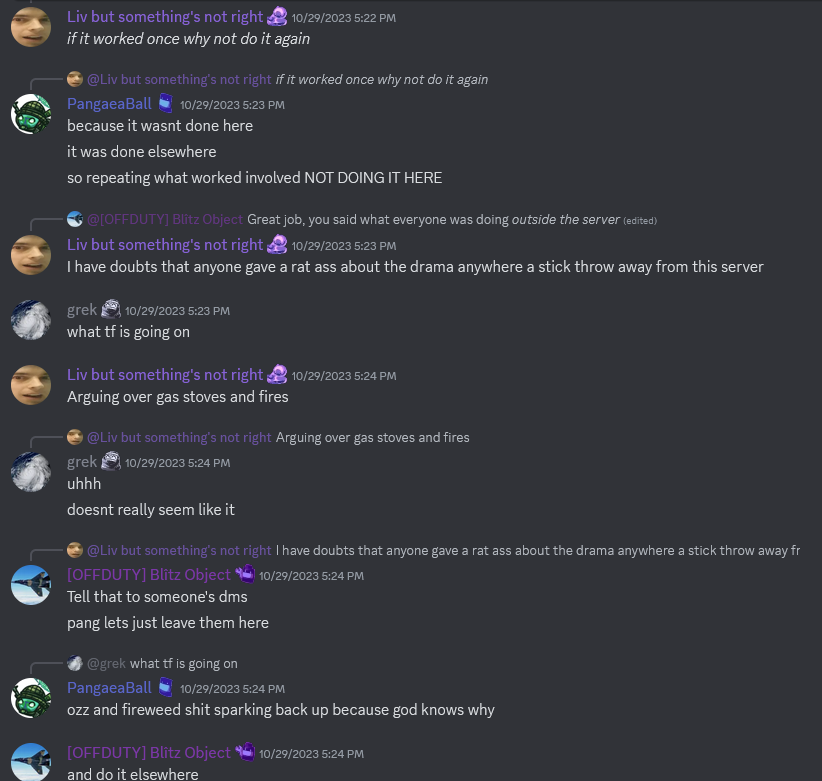 Liv but something's not right 10/29/2023 5:22 PM
if it worked once why not do it again
@Liv but something's not right if it worked once why not do it again
PangaeaBall 10/29/2023 5:23 PM
because it wasnt done here
it was done elsewhere
so repeating what worked involved NOT DOING IT HERE
@[OFFDUTY] Blitz Object Great job, you said what everyone was doing outside the server (edited)
Liv but something's not right 10/29/2023 5:23 PM
I have doubts that anyone gave a rat ass about the drama anywhere a stick throw away from this server
grek 10/29/2023 5:23 PM
what tf is going on
Liv but something's not right 10/29/2023 5:24 PM
Arguing over gas stoves and fires
@Liv but something's not right Arguing over gas stoves and fires
grek 10/29/2023 5:24 PM
uhhh
doesnt really seem like it
@Liv but something's not right I have doubts that anyone gave a rat ass about the drama anywhere a stick throw away fr
[OFFDUTY] Blitz Object 10/29/2023 5:24 PM
Tell that to someone's dms
pang lets just leave them here
@grek what tf is going on
PangaeaBall 10/29/2023 5:24 PM
ozz and fireweed shit sparking back up because god knows why
[OFFDUTY] Blitz Object 10/29/2023 5:24 PM
and do it elsewhere